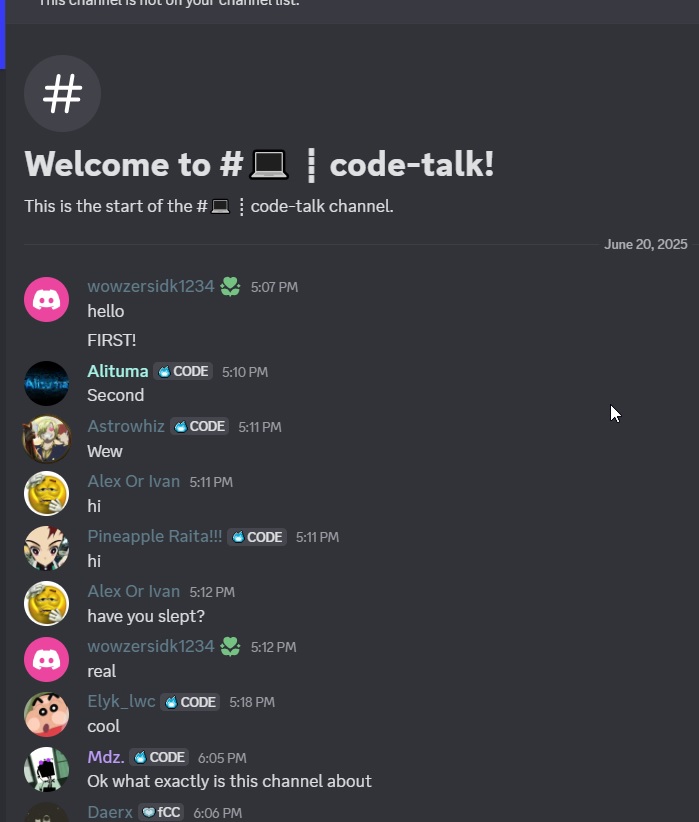 This channel is not on your channel list.
#
Welcome to #💻 ┋ code-talk!
This is the start of the #💻 ┋ code-talk channel.
June 20, 2025
wowzersidk1234 5:07 PM
hello
FIRST!
Alituma CODE 5:10 PM
Alituma
Second
Astrowhiz CODE 5:11 PM
Wew
Alex Or Ivan 5:11 PM
hi
Pineapple Raita!!! CODE 5:11 PM
hi
Alex Or Ivan 5:12 PM
have you slept?
wowzersidk1234 5:12 PM
real
Elyk_lwc CODE 5:18 PM
cool
Mdz. CODE 6:05 PM
Ok what exactly is this channel about
Daerx fCC 6:06 PM